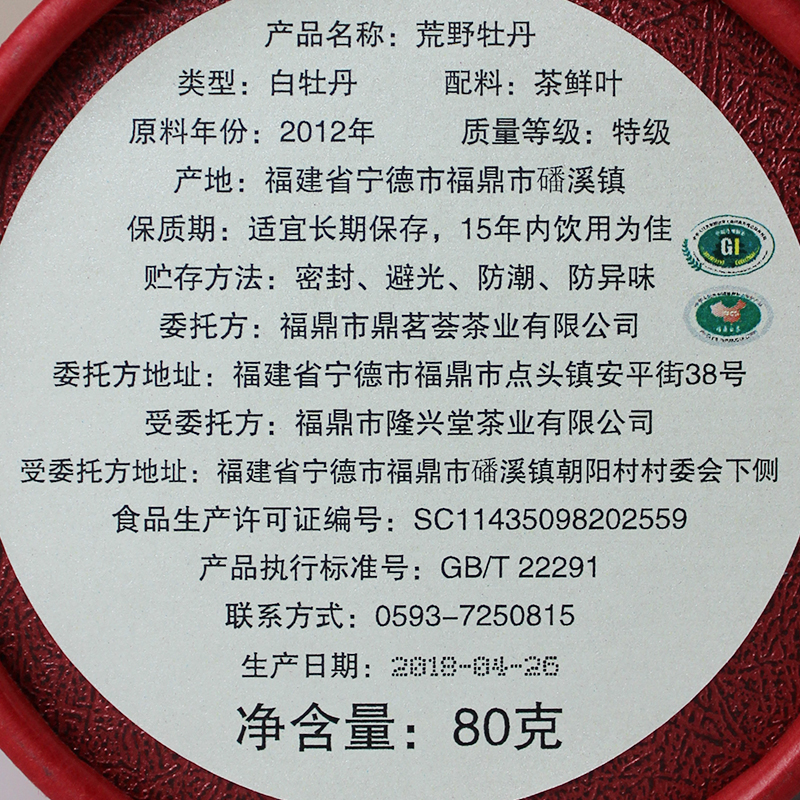 产品名称：荒野牡丹
类型：白牡丹 配料：茶鲜叶
原料年份：2012年 质量等级：特级
产地：福建省宁德市福鼎市磻溪镇
保质期：适宜长期保存，15年内饮用为佳
贮存方法：密封、避光、防潮、防异味
委托方：福鼎市鼎茗荟茶业有限公司
委托方地址：福建省宁德市福鼎市点头镇安平街38号
受委托方：福鼎市隆兴堂茶业有限公司
受委托方地址：福建省宁德市福鼎市磻溪镇朝阳村村委会下侧
食品生产许可证编号：SC11435098202559
产品执行标准号：GB/T 22291
联系方式：0593-7250815
生产日期：2018-04-26
净含量：80克
GI